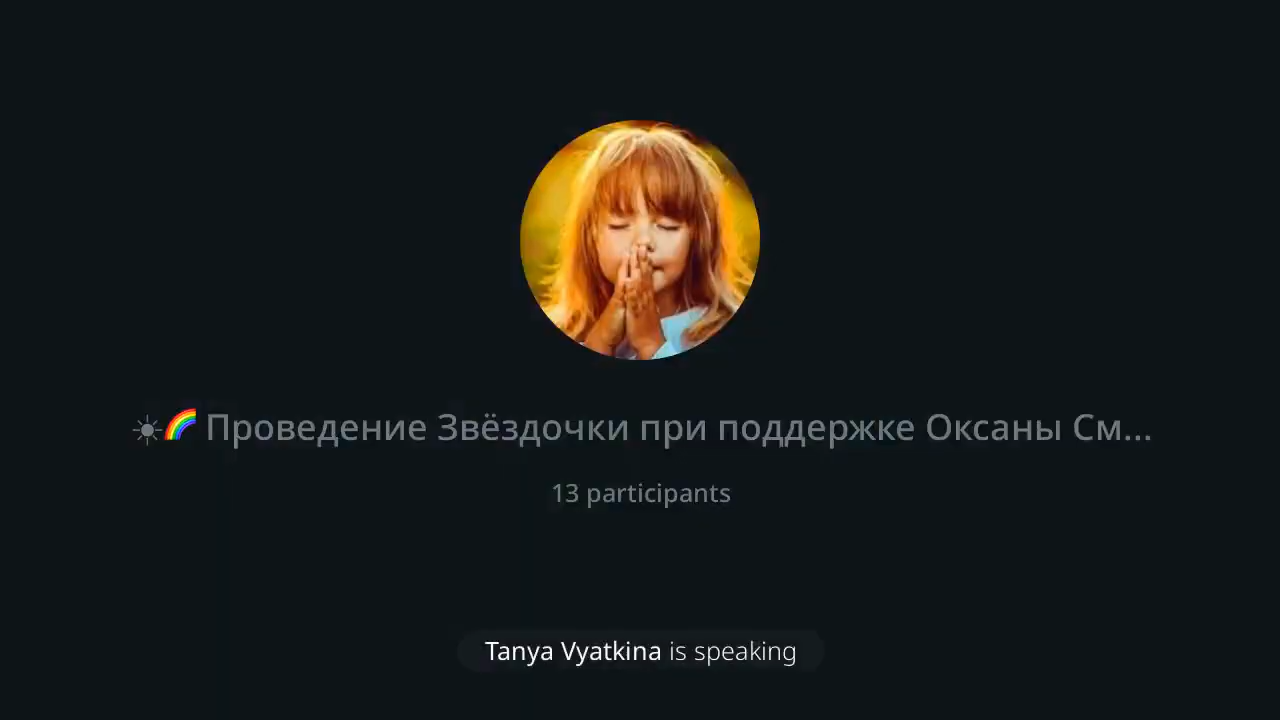 ☀🌈 Проведение Звёздочки при поддержке Оксаны См...
13 participants
Tanya Vyatkina is speaking